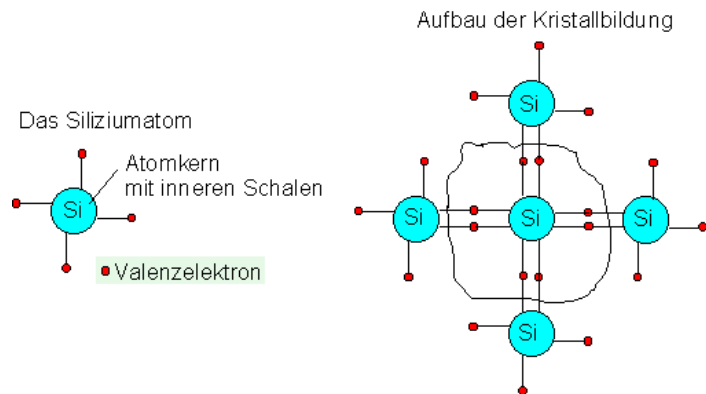 Aufbau der Kristallbildung
Das Siliziumatom
Atomkern
mit inneren Schalen
Si
Valenzelektron
Si
Si
Si
Si
Si